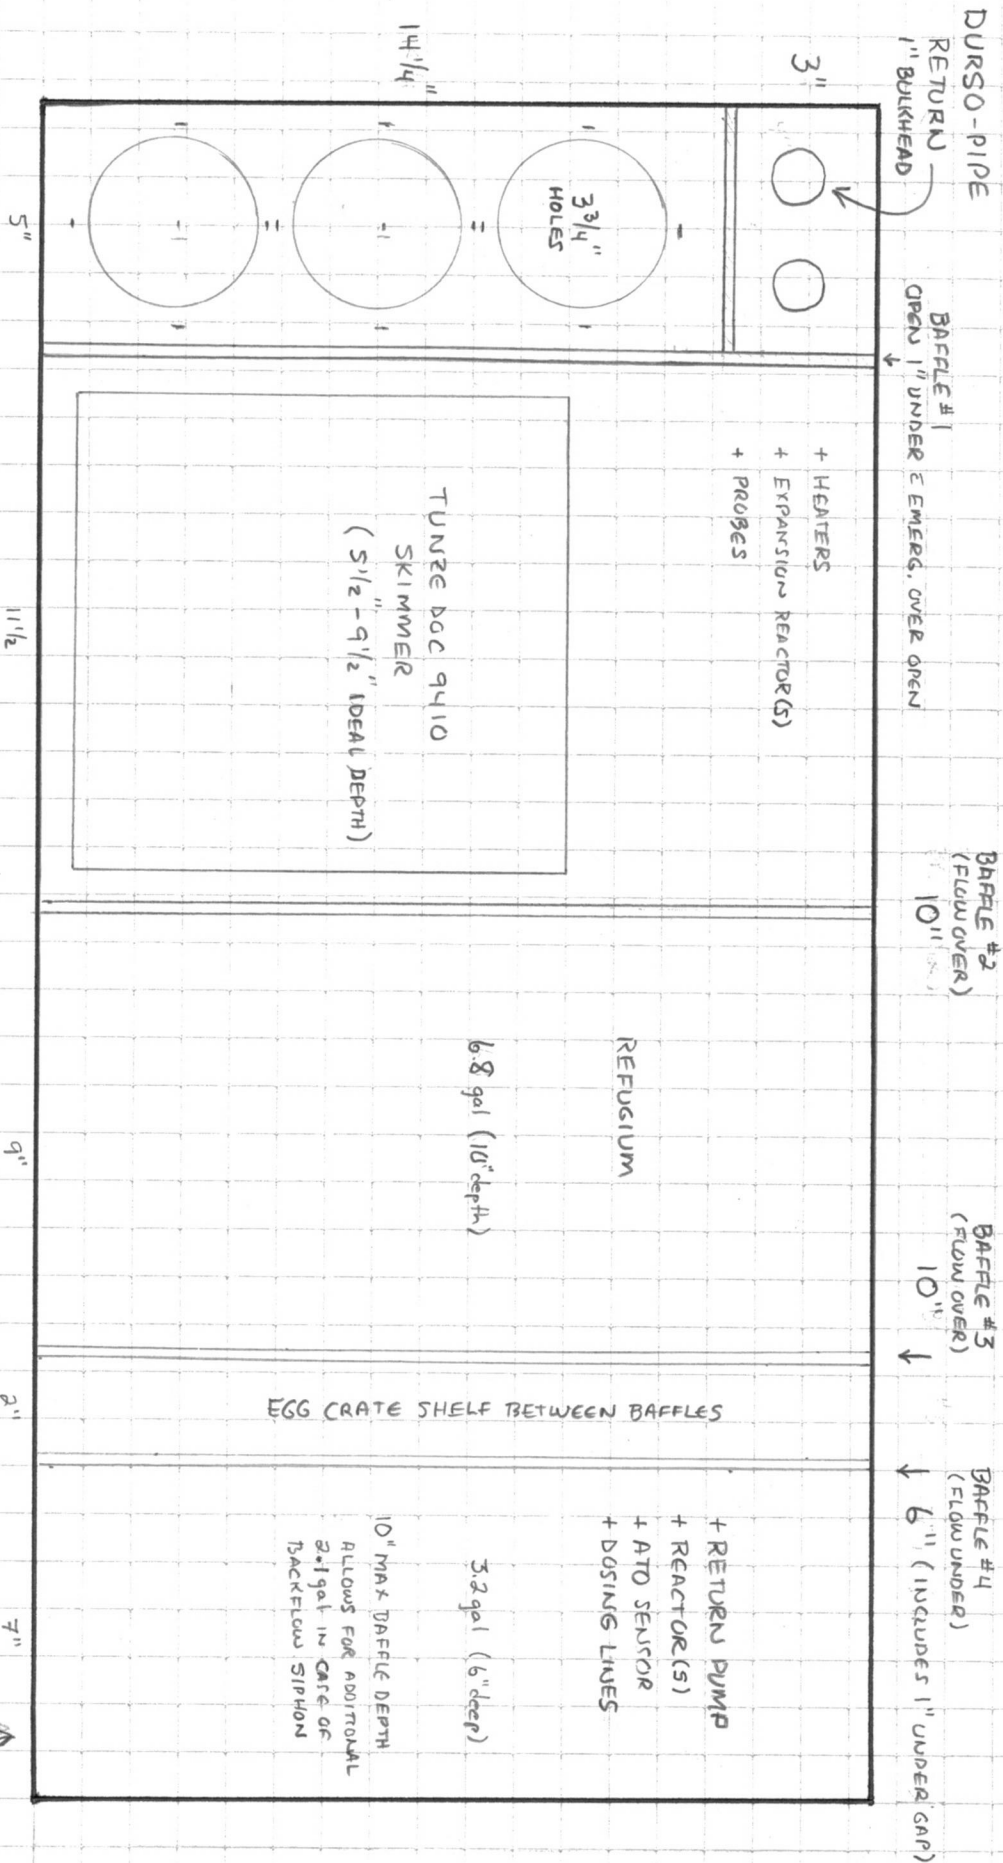 DURSO-PIPE
RETURN
1" BULKHEAD
BAFFLE #1
OPEN 1" UNDER & EMERG. OVER OPEN
BAFFLE #2
(FLOW OVER)
10"
BAFFLE #3
(FLOW OVER)
10"
BAFFLE #4
(FLOW UNDER)
6" (INCLUDES 1" UNDER GAP)
3"
14 1/4"
3 3/4"
HOLES
+ HEATERS
+ EXPANSION REACTOR(S)
+ PROBES
TUNZE DOC 9410
SKIMMER
(5 1/2" - 9 1/2" IDEAL DEPTH)
REFUGIUM
6.8 gal (10" depth)
EGG CRATE SHELF BETWEEN BAFFLES
+ RETURN PUMP
+ REACTOR(S)
+ ATO SENSOR
+ DOSING LINES
3.2 gal (6" deep)
10" MAX BAFFLE DEPTH
ALLOWS FOR ADDITIONAL
2.1 gal IN CASE OF
BACKFLOW SIPHON
5"
11 1/2
9"
2"
7"